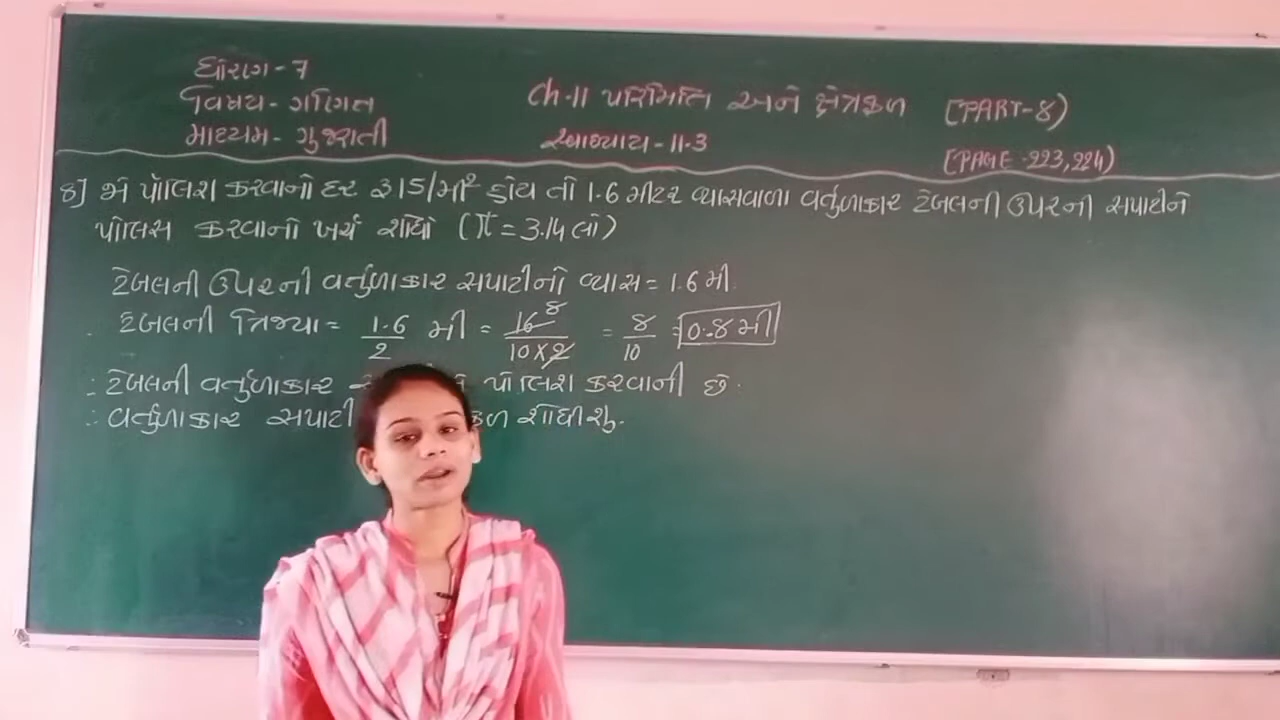 ધોરણ - 7
વિષય - ગણિત
માધ્યમ - ગુજરાતી
Ch-11 પરિમિતિ અને ક્ષેત્રફળ [PART-8)
સ્વાધ્યાય - 11.3
[PAGE - 223,224)
8] જો પૉલિશ કરવાનો દર ₹15/મી² હોય તો 1.6 મીટર વ્યાસવાળા વર્તુળાકાર ટેબલની ઉપરની સપાટીને
પોલિસ કરવાનો ખર્ચ શોધો (π = 3.14 લો)
ટેબલની ઉપરની વર્તુળાકાર સપાટીનો વ્યાસ = 1.6 મી.
∴ ટેબલની ત્રિજ્યા = 1.6/2 મી = 16 8/10×2 = 8/10 = 0.8 મી
∴ ટેબલની વર્તુળાકાર પૉલિશ કરવાની છે.
∴ વર્તુળાકાર સપાટી શોધીશું.